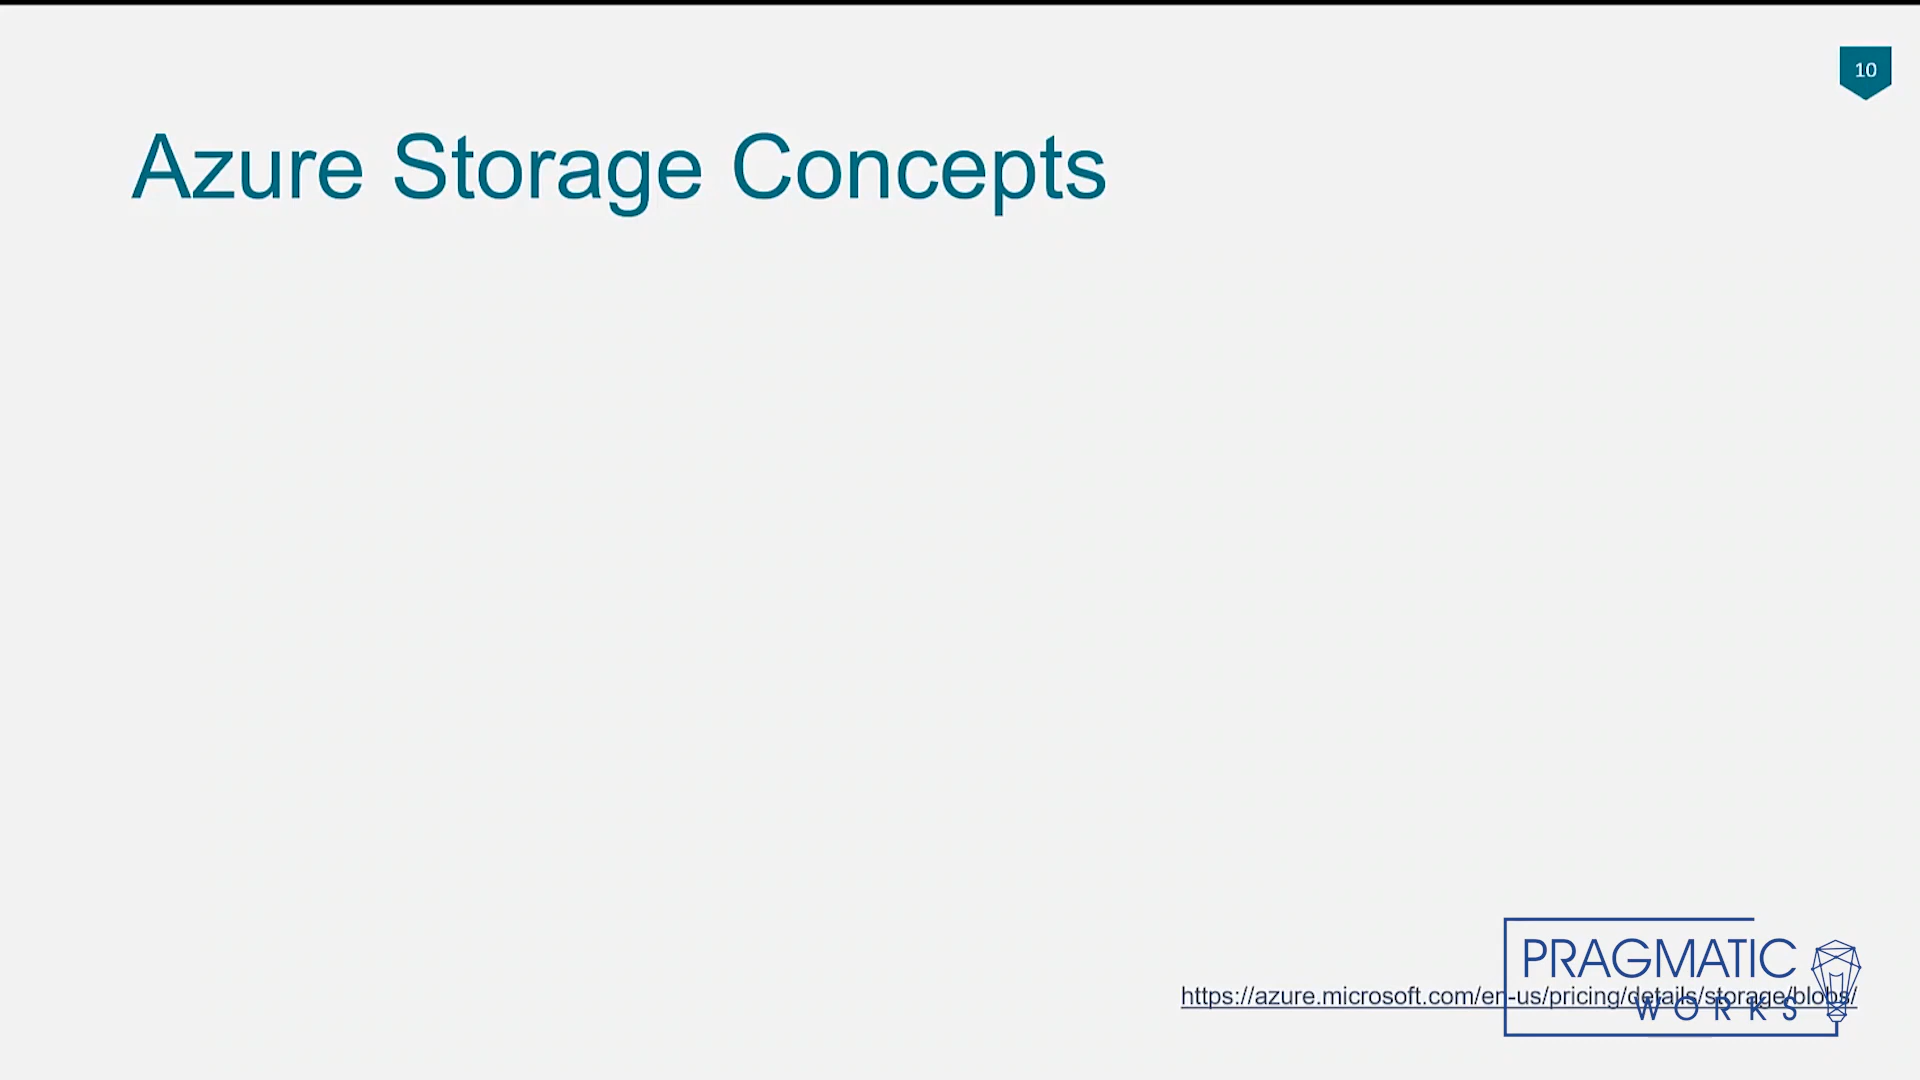 10
Azure Storage Concepts
PRAGMATIC
https://azure.microsoft.com/en-us/pricing/details/storage/blobs/
WORKS